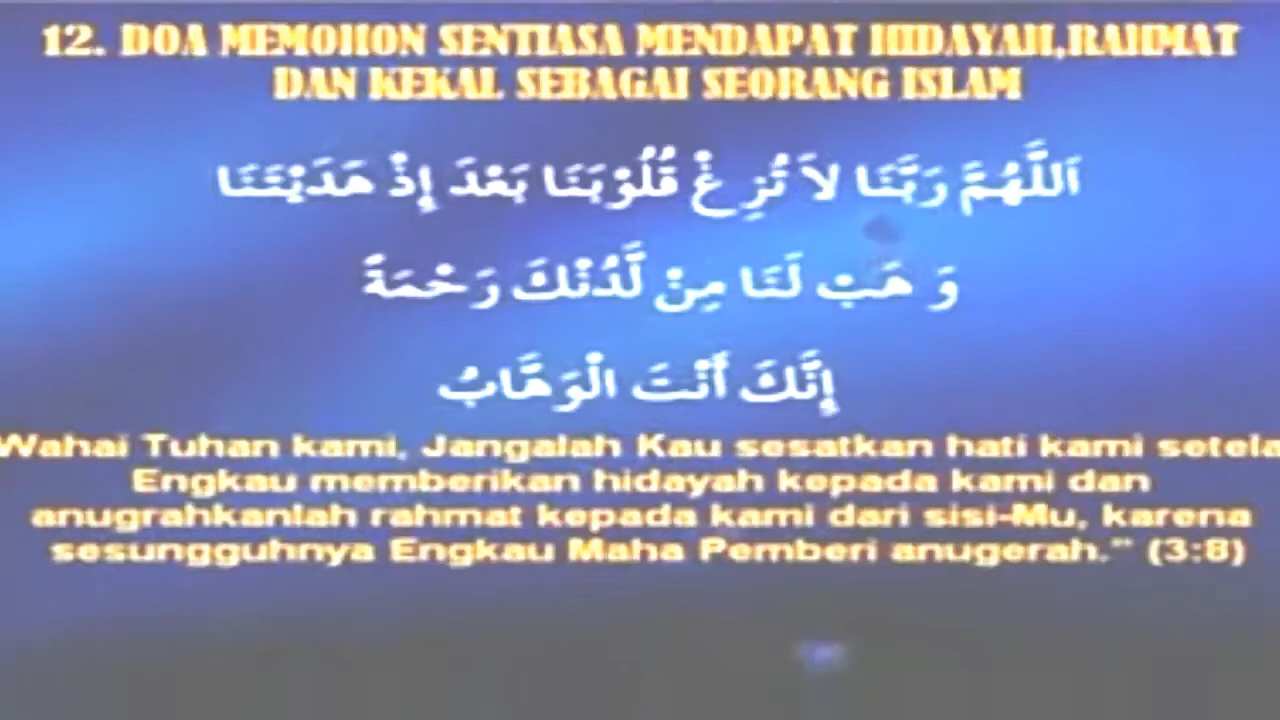 12. DOA MEMOHON SENTIASA MENDAPAT HIDAYAH,RAHMAT
DAN KEKAL SEBAGAI SEORANG ISLAM
اَللَّهُمَّ رَبَّنَا لاَ تُزِغْ قُلُوْبَنَا بَعْدَ إِذْ هَدَيْتَنَا
وَ هَبْ لَنَا مِنْ لَّدُنْكَ رَحْمَةً
إِنَّكَ أَنْتَ الْوَهَّابُ
Wahai Tuhan kami, Jangalah Kau sesatkan hati kami setela
Engkau memberikan hidayah kepada kami dan
anugrahkanlah rahmat kepada kami dari sisi-Mu, karena
sesungguhnya Engkau Maha Pemberi anugerah." (3:8)